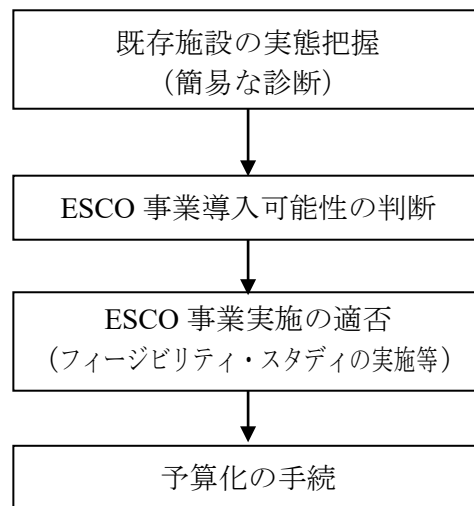 既存施設の実態把握
（簡易な診断）
ESCO 事業導入可能性の判断
ESCO 事業実施の適否
（フィージビリティ・スタディの実施等）
予算化の手続